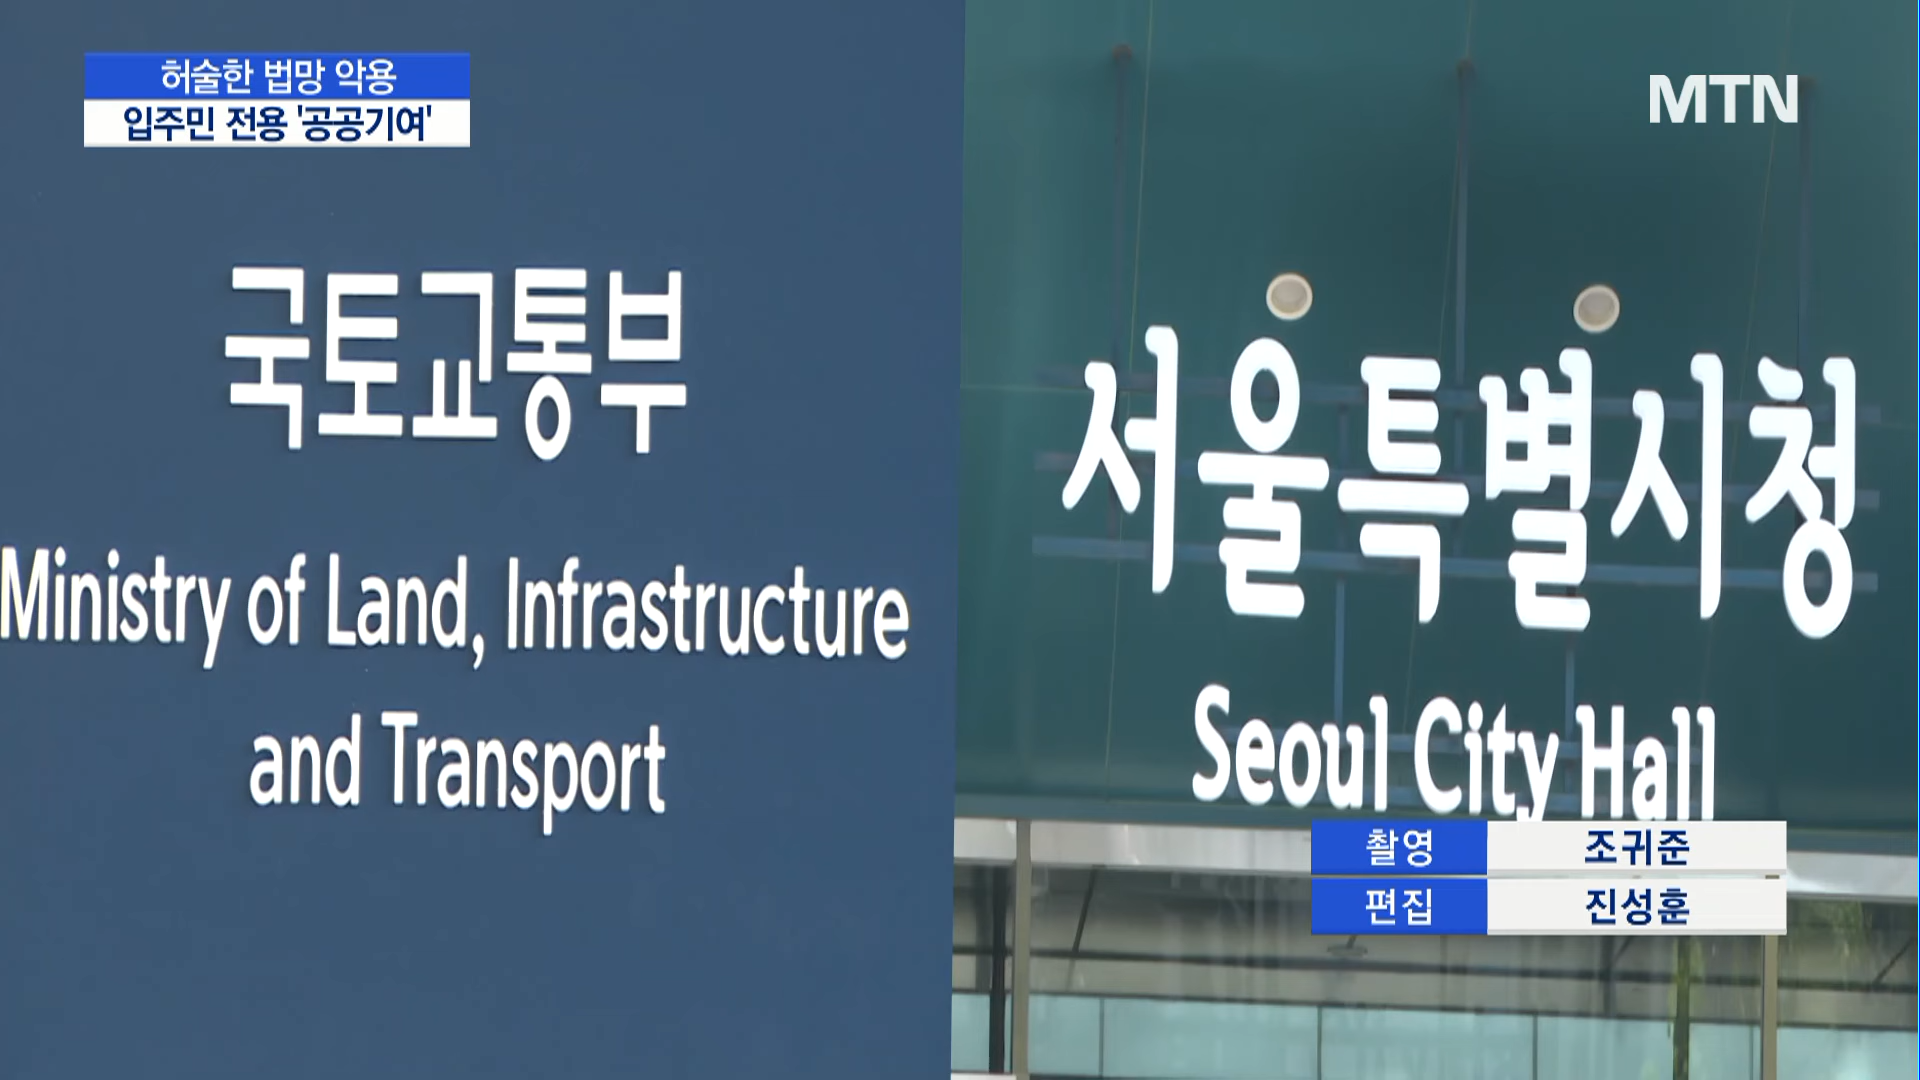 허술한 법망 악용
입주민 전용 '공공기여'
MTN
국토교통부
Ministry of Land, Infrastructure
and Transport
서울특별시청
Seoul City Hall
촬영 조귀준
편집 진성훈